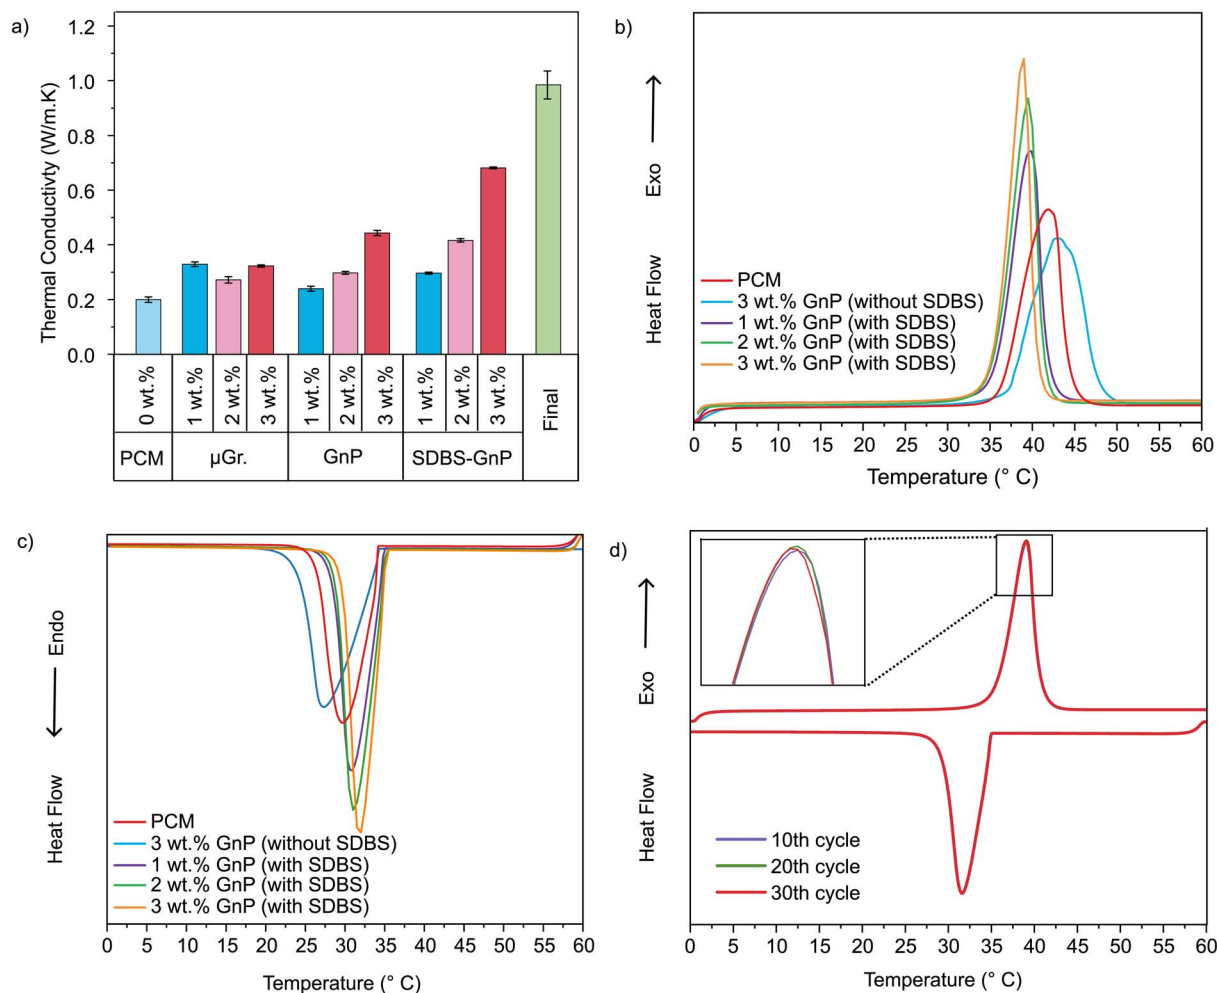 a)
Thermal Conductivty (W/m.K)
1.2
1.0
0.8
0.6
0.4
0.2
0.0
0 wt.% 1 wt.% 2 wt.% 3 wt.% 1 wt.% 2 wt.% 3 wt.% 1 wt.% 2 wt.% 3 wt.% Final
PCM µGr. GnP SDBS-GnP
b)
Heat Flow Exo
PCM
3 wt.% GnP (without SDBS)
1 wt.% GnP (with SDBS)
2 wt.% GnP (with SDBS)
3 wt.% GnP (with SDBS)
0 5 10 15 20 25 30 35 40 45 50 55 60
Temperature (° C)
c)
Heat Flow Endo
PCM
3 wt.% GnP (without SDBS)
1 wt.% GnP (with SDBS)
2 wt.% GnP (with SDBS)
3 wt.% GnP (with SDBS)
0 5 10 15 20 25 30 35 40 45 50 55 60
Temperature (° C)
d)
Heat Flow Exo
10th cycle
20th cycle
30th cycle
0 5 10 15 20 25 30 35 40 45 50 55 60
Temperature (° C)